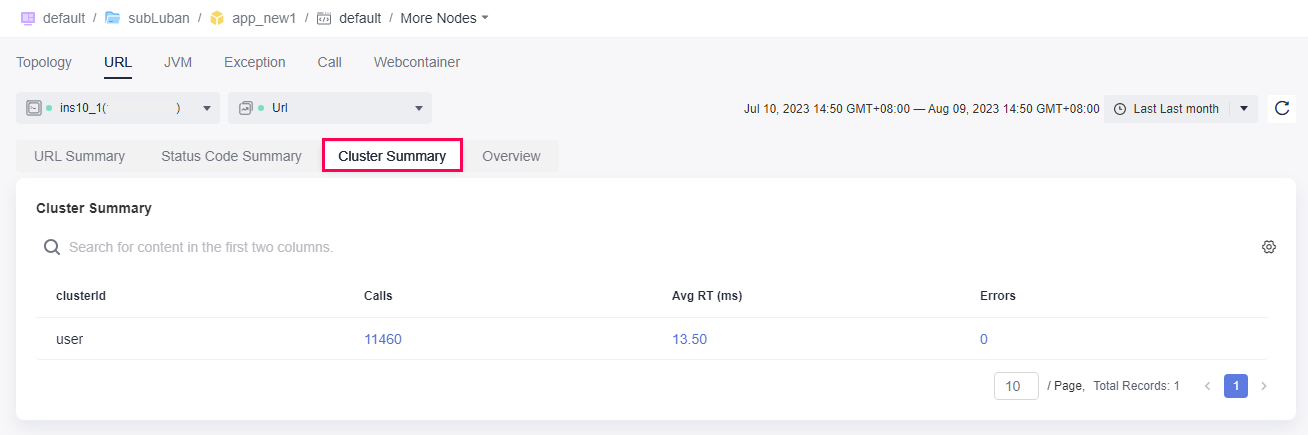 default / subLuban / app_new1 / default / More Nodes
Topology URL JVM Exception Call Webcontainer
ins10_1( ) Url Jul 10, 2023 14:50 GMT+08:00 — Aug 09, 2023 14:50 GMT+08:00 Last Last month
URL Summary Status Code Summary Cluster Summary Overview
Cluster Summary
Search for content in the first two columns.
clusterId Calls Avg RT (ms) Errors
user 11460 13.50 0
10 / Page, Total Records: 1 < 1 >